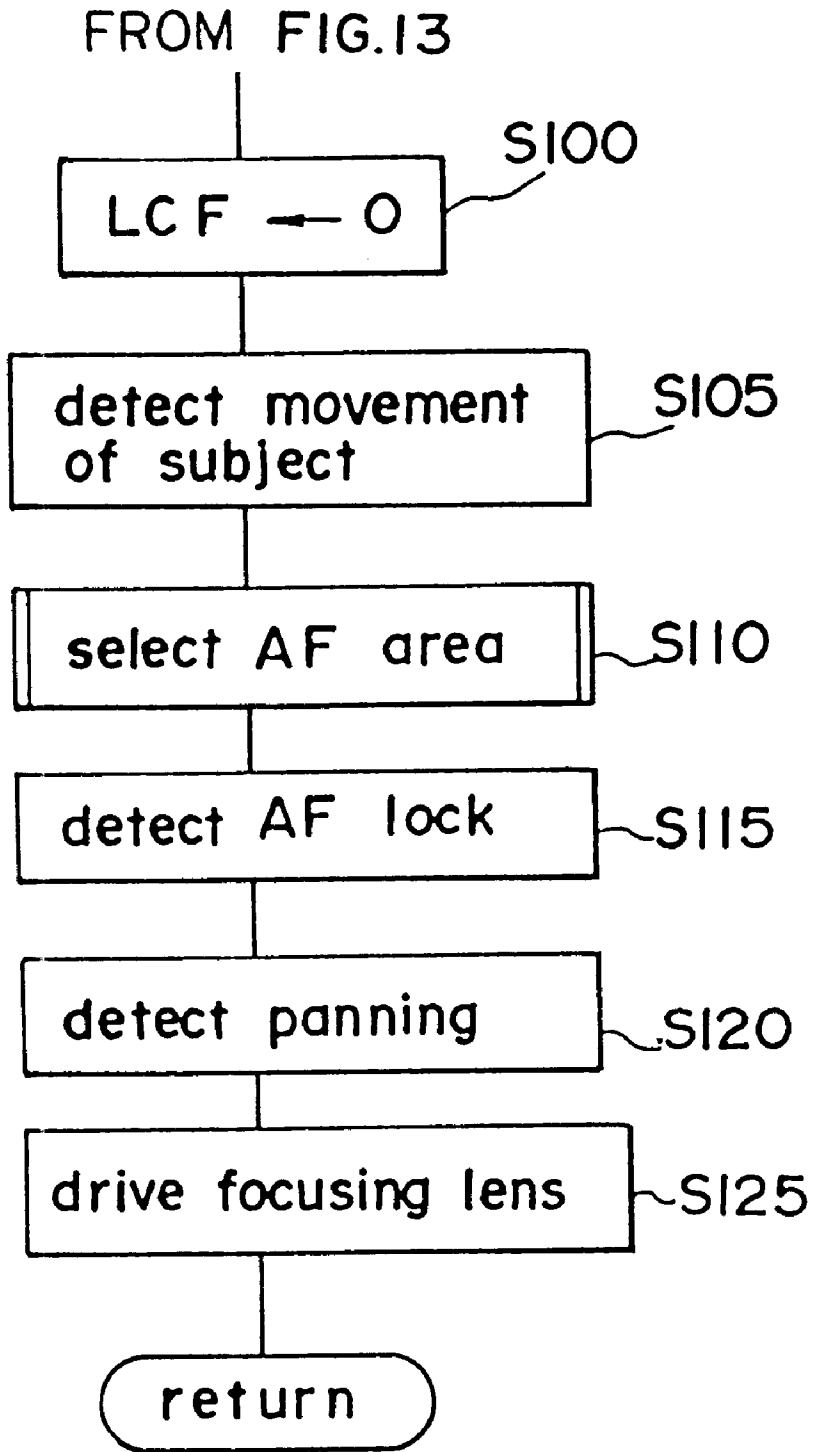 FROM FIG.13
S100
LCF ← 0
detect movement
of subject
S105
select AF area
S110
detect AF lock
S115
detect panning
S120
drive focusing lens
S125
return